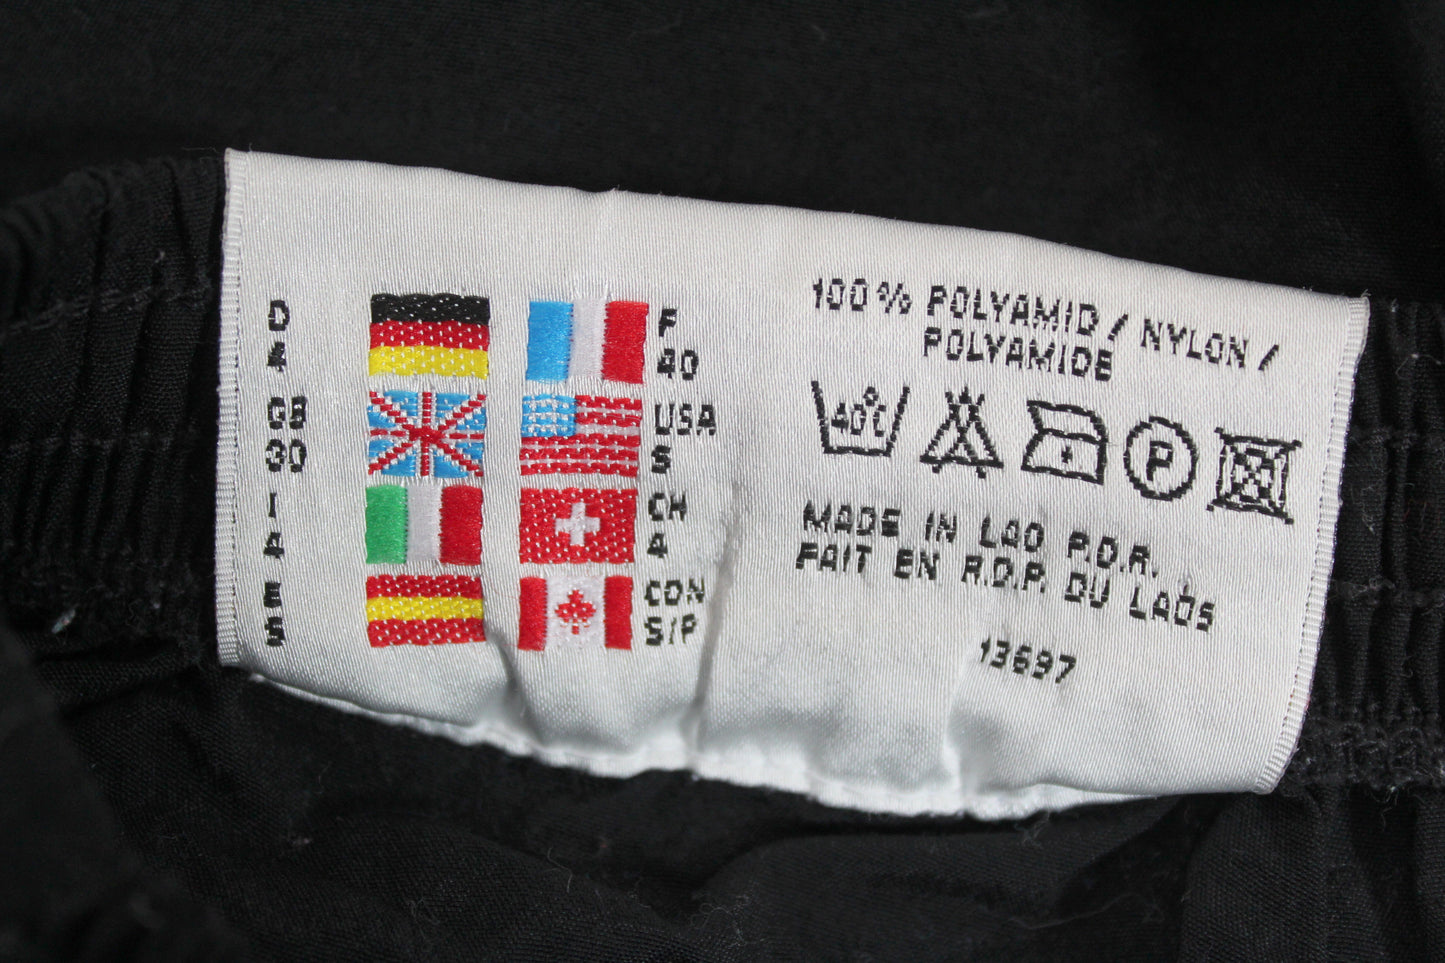 D
4
F
40
GB
30
USA
S
I
4
CH
4
ES
CDN
S/P
100% POLYAMID / NYLON /
POLYAMIDE
40°C
P
MADE IN LAO P.D.R.
FAIT EN R.D.P. DU LAOS
13697